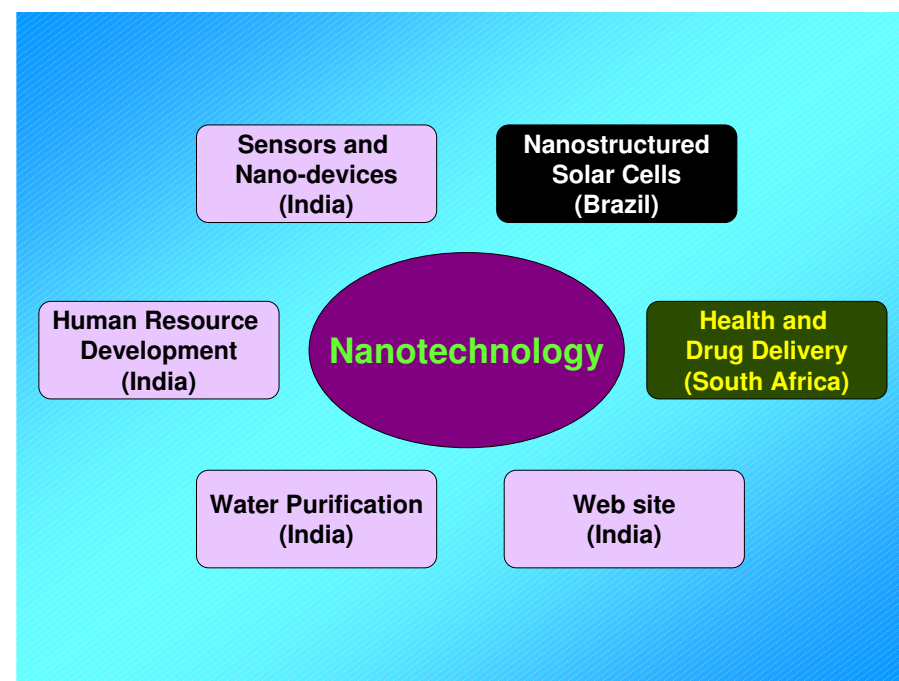 Sensors and
Nano-devices
(India)
Nanostructured
Solar Cells
(Brazil)
Human Resource
Development
(India)
Nanotechnology
Health and
Drug Delivery
(South Africa)
Water Purification
(India)
Web site
(India)